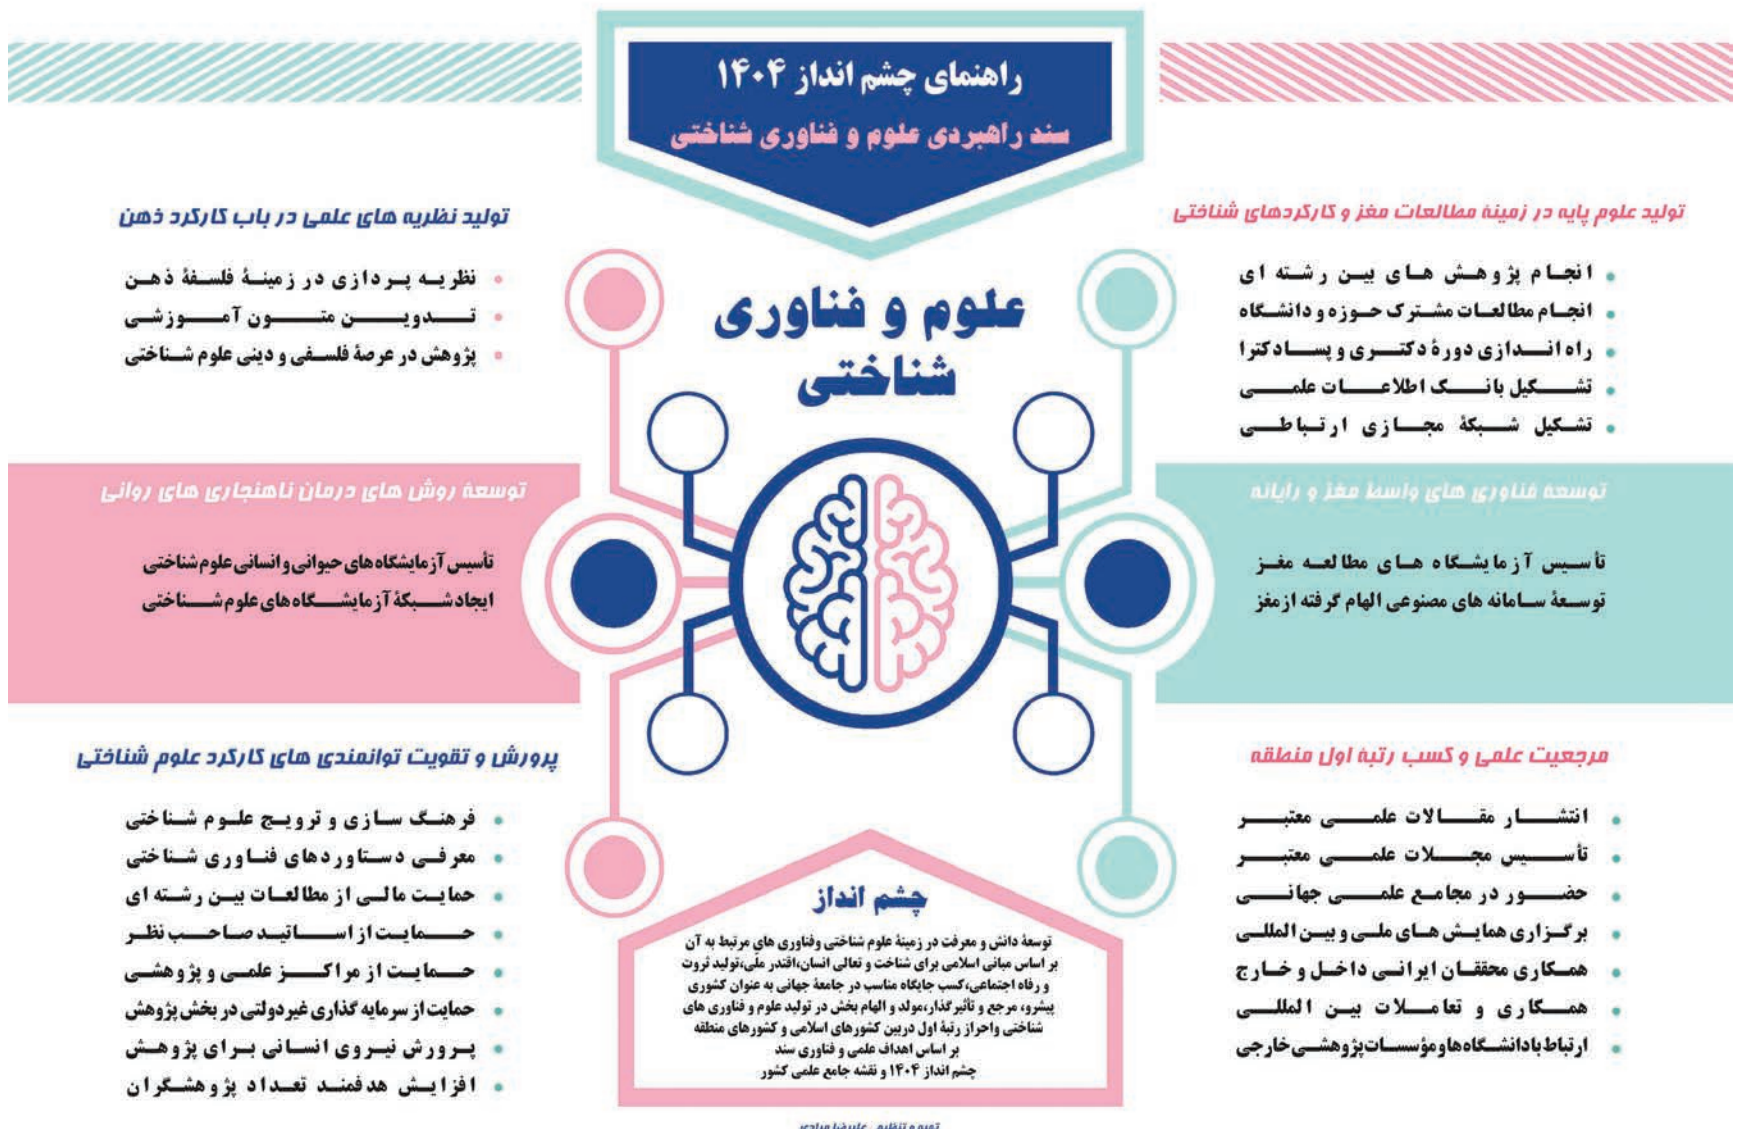 راهنمای چشم انداز ۱۴۰۴
سند راهبردی علوم و فناوری شناختی
علوم و فناوری
شناختی
تولید علوم پایه در زمینهٔ مطالعات مغز و کارکردهای شناختی
انجام پژوهش های بین رشته ای
انجام مطالعات مشترک حوزه و دانشگاه
راه اندازی دورهٔ دکتری و پسادکترا
تشکیل بانک اطلاعات علمی
تشکیل شبکهٔ مجازی ارتباطی
توسعه فناوری های واسط مغز و رایانه
تأسیس آزمایشگاه های مطالعه مغز
توسعهٔ سامانه های مصنوعی الهام گرفته از مغز
مرجعیت علمی و کسب رتبهٔ اول منطقه
انتشار مقالات علمی معتبر
تأسیس مجلات علمی معتبر
حضور در مجامع علمی جهانی
برگزاری همایش های ملی و بین المللی
همکاری محققان ایرانی داخل و خارج
همکاری و تعاملات بین المللی
ارتباط با دانشگاه ها و مؤسسات پژوهشی خارجی
تولید نظریه های علمی در باب کارکرد ذهن
نظریه پردازی در زمینهٔ فلسفهٔ ذهن
تدوین متون آموزشی
پژوهش در عرصهٔ فلسفی و دینی علوم شناختی
توسعهٔ روش های درمان ناهنجاری های روانی
تأسیس آزمایشگاه های حیوانی و انسانی علوم شناختی
ایجاد شبکهٔ آزمایشگاه های علوم شناختی
پرورش و تقویت توانمندی های کارکرد علوم شناختی
فرهنگ سازی و ترویج علوم شناختی
معرفی دستاوردهای فناوری شناختی
حمایت مالی از مطالعات بین رشته ای
حمایت از اساتید صاحب نظر
حمایت از مراکز علمی و پژوهشی
حمایت از سرمایه گذاری غیردولتی در بخش پژوهش
پرورش نیروی انسانی برای پژوهش
افزایش هدفمند تعداد پژوهشگران
چشم انداز
توسعهٔ دانش و معرفت در زمینهٔ علوم شناختی وفناوری های مرتبط به آن
بر اساس مبانی اسلامی برای شناخت و تعالی انسان،اقتدر ملی،تولید ثروت
و رفاه اجتماعی،کسب جایگاه مناسب در جامعهٔ جهانی به عنوان کشوری
پیشرو، مرجع و تأثیرگذار،مولد و الهام بخش در تولید علوم و فناوری های
شناختی واحراز رتبهٔ اول دربین کشورهای اسلامی و کشورهای منطقه
بر اساس اهداف علمی و فناوری سند
چشم انداز ۱۴۰۴ و نقشه جامع علمی کشور